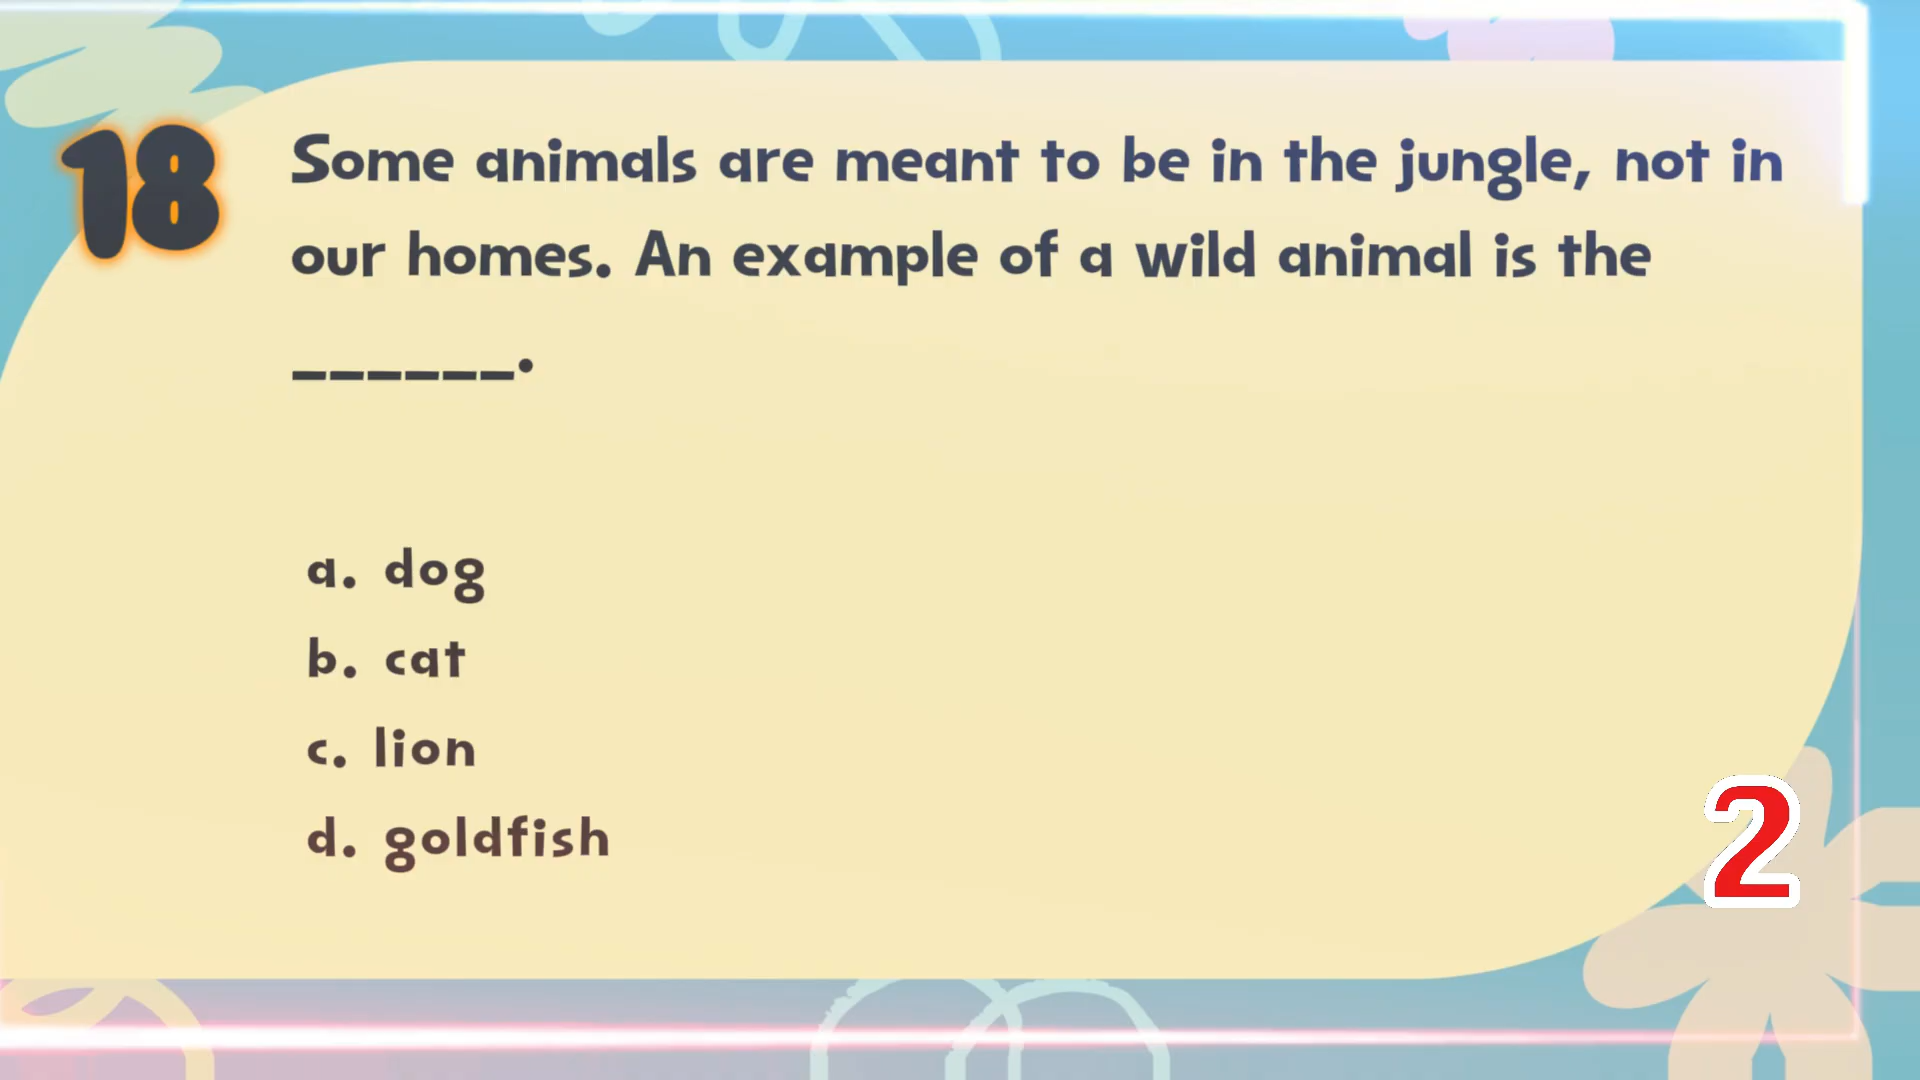 18
Some animals are meant to be in the jungle, not in
our homes. An example of a wild animal is the
______.
a. dog
b. cat
c. lion
d. goldfish
2